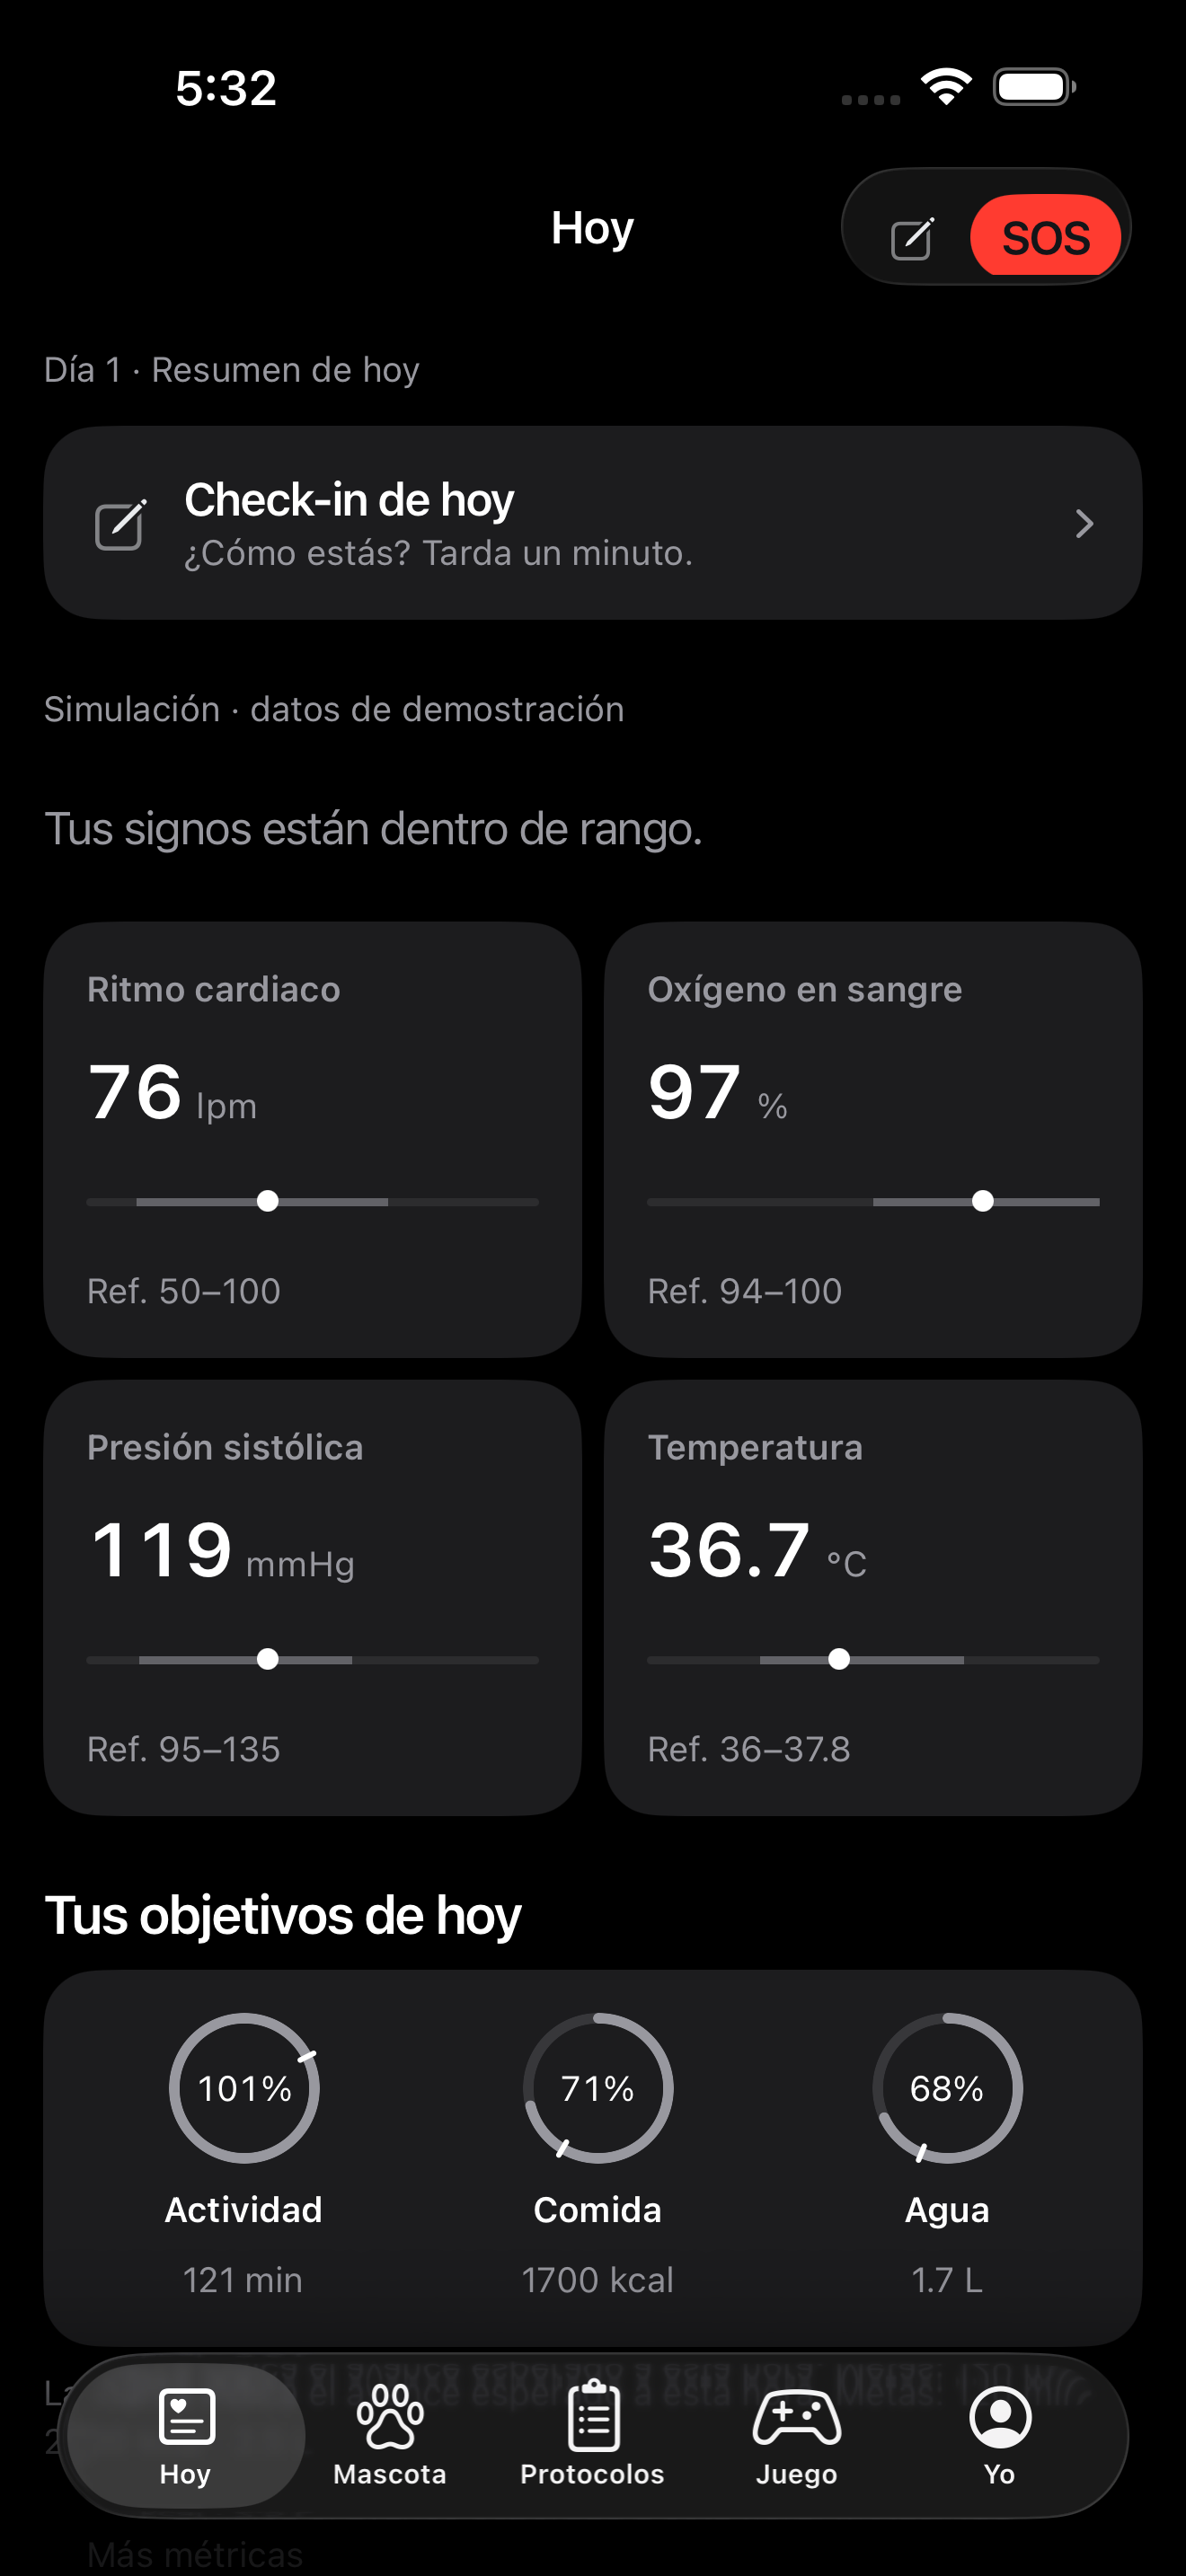 5:32
Hoy
SOS
Día 1 · Resumen de hoy
Check-in de hoy
¿Cómo estás? Tarda un minuto.
Simulación · datos de demostración
Tus signos están dentro de rango.
Ritmo cardiaco
76 lpm
Ref. 50–100
Oxígeno en sangre
97 %
Ref. 94–100
Presión sistólica
119 mmHg
Ref. 95–135
Temperatura
36.7 °C
Ref. 36–37.8
Tus objetivos de hoy
101%
Actividad
121 min
71%
Comida
1700 kcal
68%
Agua
1.7 L
Hoy
Mascota
Protocolos
Juego
Yo
Más métricas